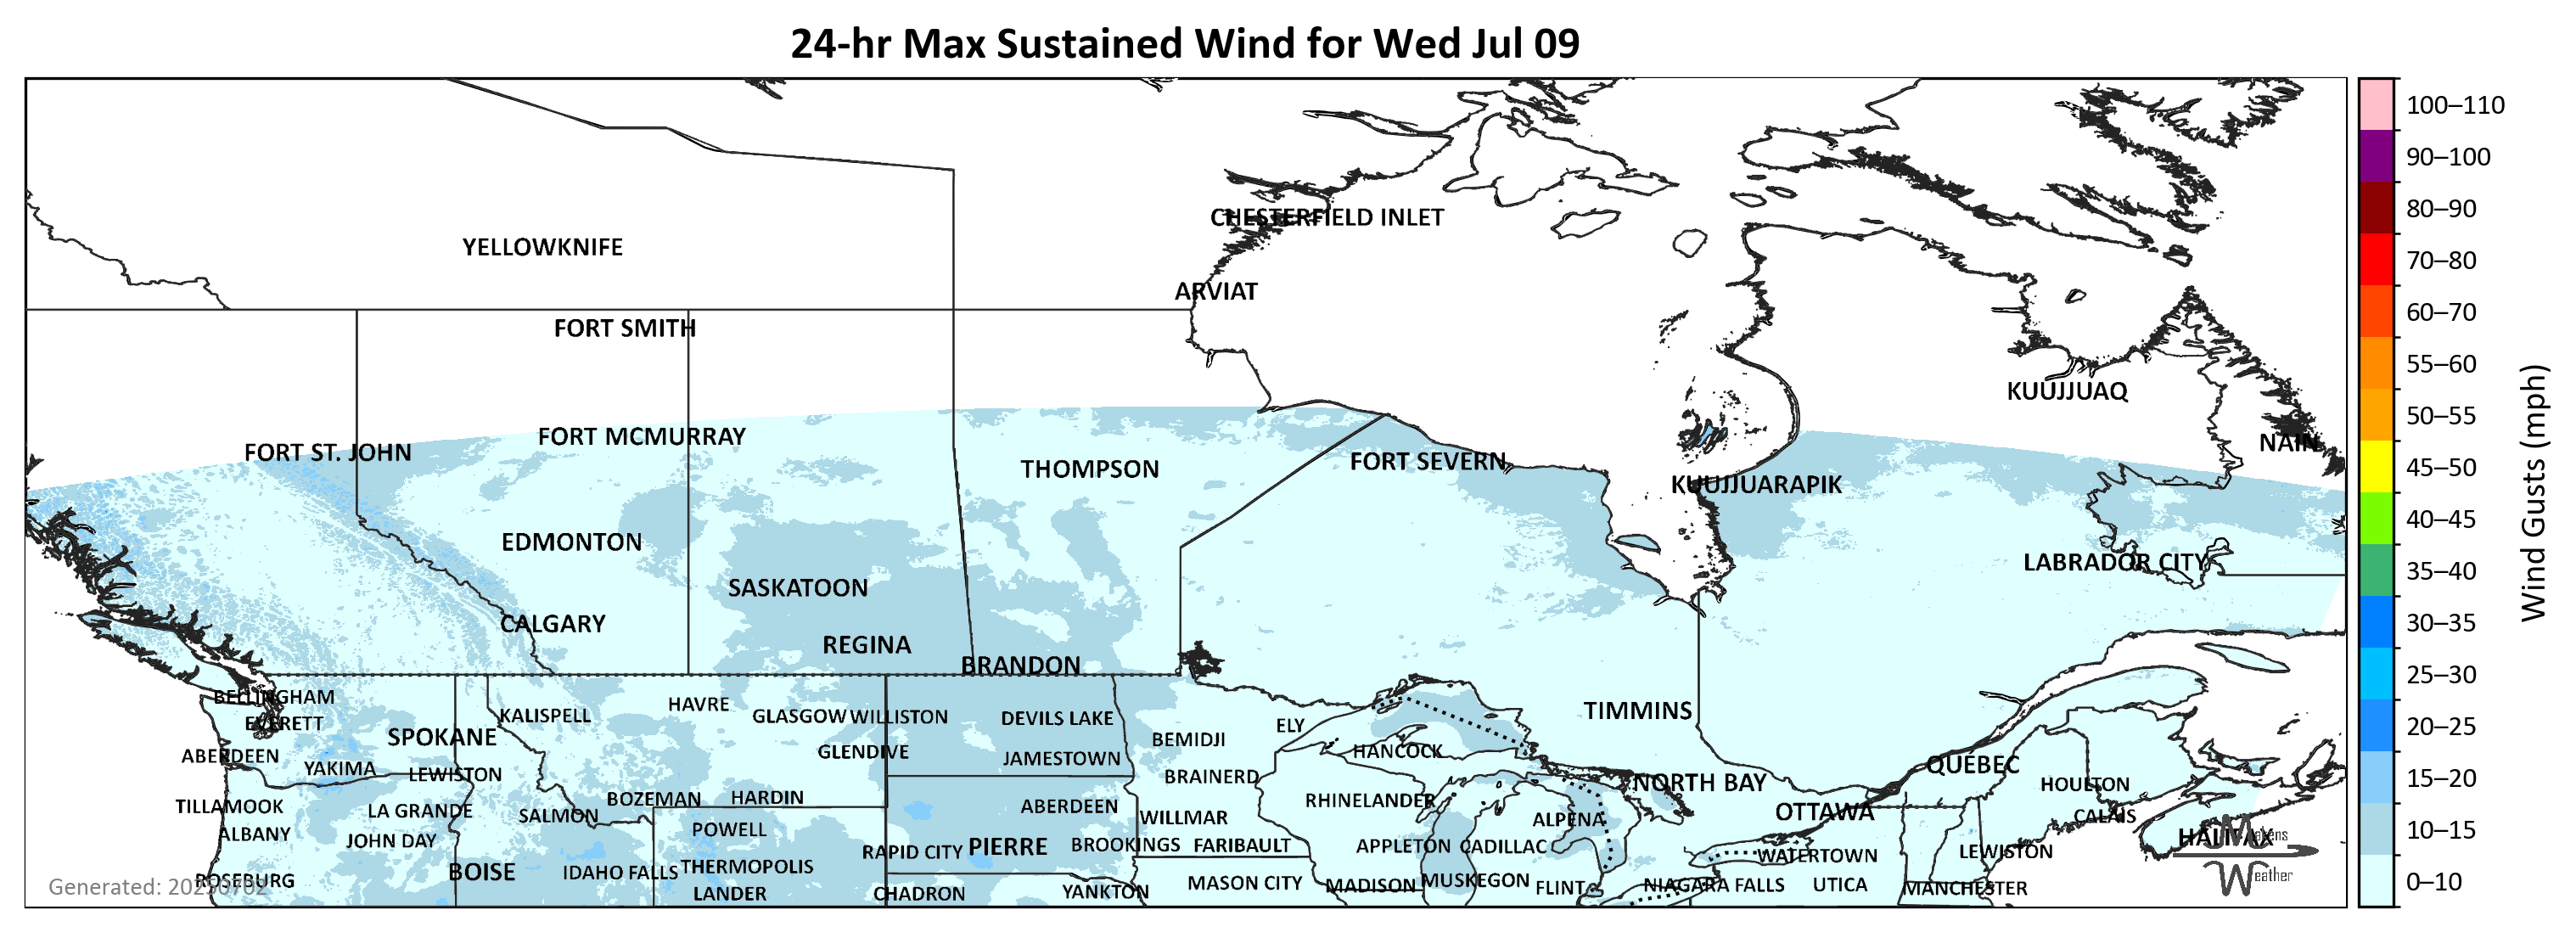 24-hr Max Sustained Wind for Wed Jul 09
100–110
90–100
80–90
CHESTERFIELD INLET
YELLOWKNIFE
70–80
ARVIAT
60–70
FORT SMITH
55–60
KUUJJUAQ
50–55
FORT MCMURRAY
NAIN
FORT ST. JOHN
THOMPSON
FORT SEVERN
45–50
KUUJJUARAPIK
40–45
EDMONTON
LABRADOR CITY
35–40
SASKATOON
CALGARY
30–35
REGINA
BRANDON
25–30
Wind Gusts (mph)
BELLINGHAM
HAVRE
TIMMINS
KALISPELL
GLASGOW
WILLISTON
DEVILS LAKE
EVERETT
ELY
20–25
SPOKANE
BEMIDJI
ABERDEEN
GLENDIVE
JAMESTOWN
HANCOCK
QUÉBEC
YAKIMA
LEWISTON
BRAINERD
NORTH BAY
HOULTON
15–20
BOZEMAN
HARDIN
RHINELANDER
TILLAMOOK
LA GRANDE
SALMON
ABERDEEN
WILLMAR
ALPENA
OTTAWA
CALAIS
ALBANY
POWELL
10–15
JOHN DAY
RAPID CITY
PIERRE
BROOKINGS
FARIBAULT
APPLETON
CADILLAC
WATERTOWN
LEWISTON
HALIFAX
Makens
Weather
BOISE
IDAHO FALLS
THERMOPOLIS
ROSEBURG
Generated: 20250702
LANDER
CHADRON
YANKTON
MASON CITY
MADISON
MUSKEGON
FLINT
NIAGARA FALLS
UTICA
MANCHESTER
0–10